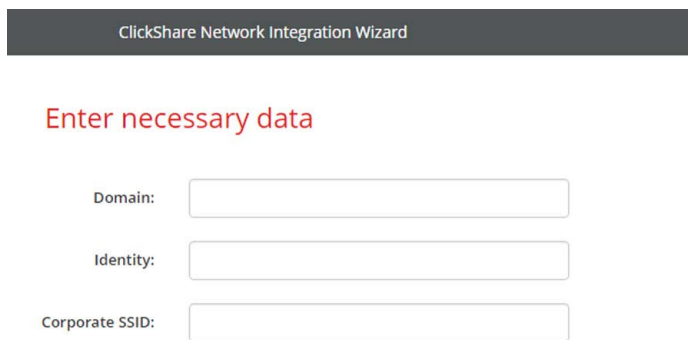 ClickShare Network Integration Wizard
Enter necessary data
Domain:
Identity:
Corporate SSID: